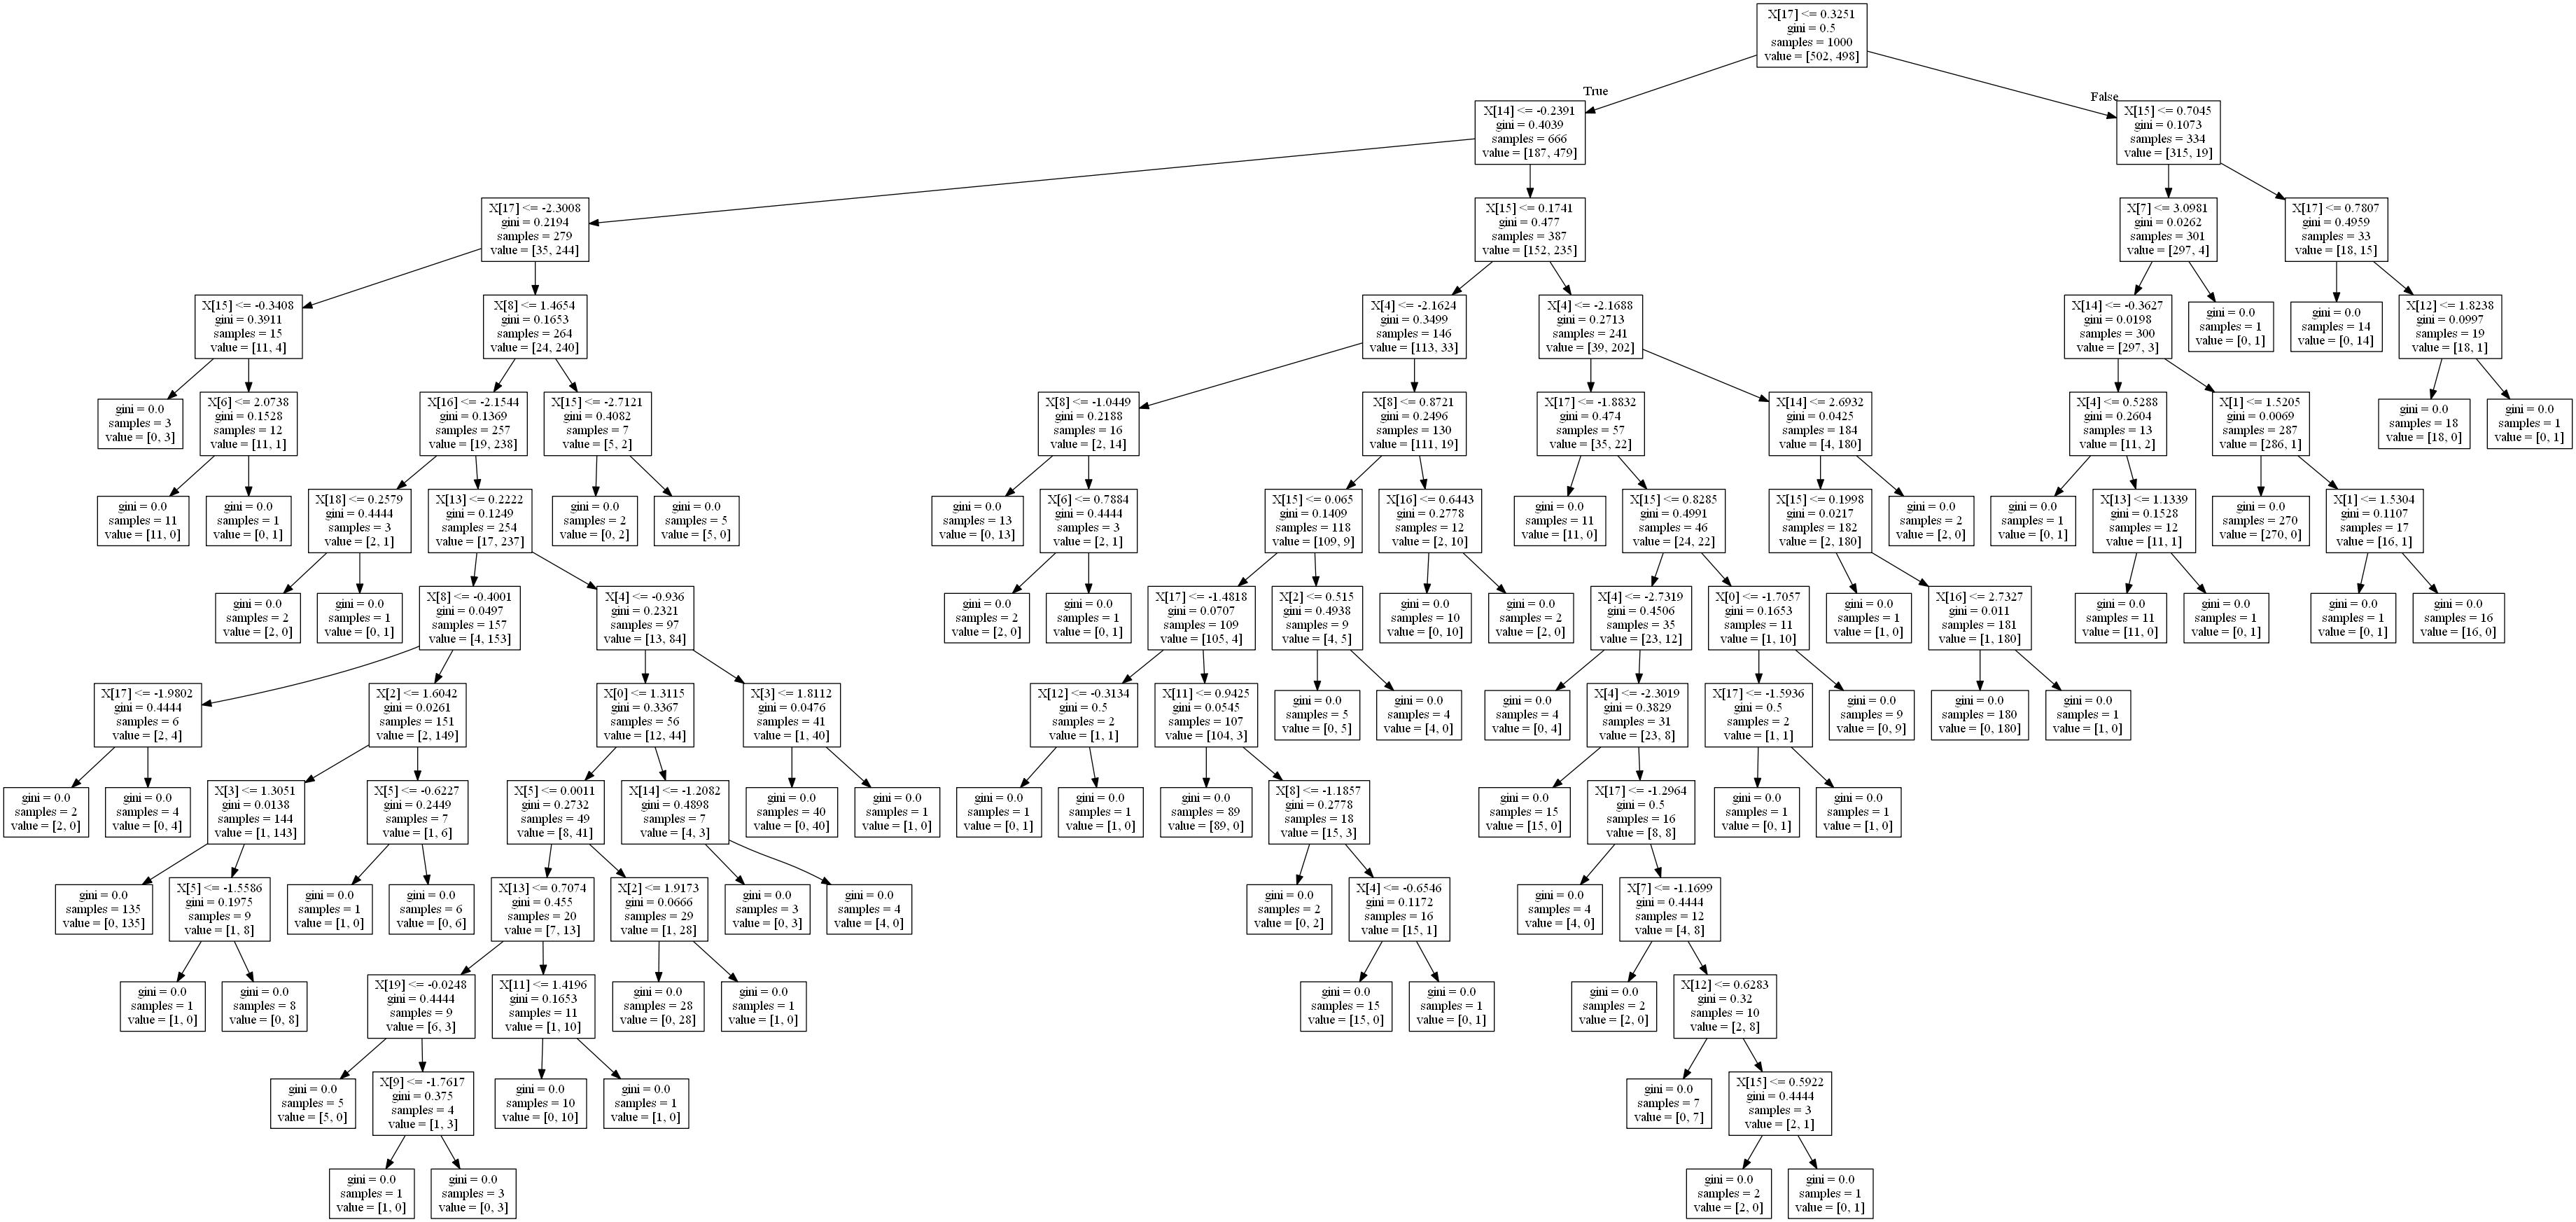 X[17] <= 0.3251
gini = 0.5
samples = 1000
value = [502, 498]
True
False
X[14] <= -0.2391
gini = 0.4039
samples = 666
value = [187, 479]
X[15] <= 0.7045
gini = 0.1073
samples = 334
value = [315, 19]
X[17] <= -2.3008
gini = 0.2194
samples = 279
value = [35, 244]
X[15] <= 0.1741
gini = 0.477
samples = 387
value = [152, 235]
X[7] <= 3.0981
gini = 0.0262
samples = 301
value = [297, 4]
X[17] <= 0.7807
gini = 0.4959
samples = 33
value = [18, 15]
X[15] <= -0.3408
gini = 0.3911
samples = 15
value = [11, 4]
X[8] <= 1.4654
gini = 0.1653
samples = 264
value = [24, 240]
X[4] <= -2.1624
gini = 0.3499
samples = 146
value = [113, 33]
X[4] <= -2.1688
gini = 0.2713
samples = 241
value = [39, 202]
X[14] <= -0.3627
gini = 0.0198
samples = 300
value = [297, 3]
gini = 0.0
samples = 1
value = [0, 1]
gini = 0.0
samples = 14
value = [0, 14]
X[12] <= 1.8238
gini = 0.0997
samples = 19
value = [18, 1]
gini = 0.0
samples = 3
value = [0, 3]
X[6] <= 2.0738
gini = 0.1528
samples = 12
value = [11, 1]
X[16] <= -2.1544
gini = 0.1369
samples = 257
value = [19, 238]
X[15] <= -2.7121
gini = 0.4082
samples = 7
value = [5, 2]
X[8] <= -1.0449
gini = 0.2188
samples = 16
value = [2, 14]
X[8] <= 0.8721
gini = 0.2496
samples = 130
value = [111, 19]
X[17] <= -1.8832
gini = 0.474
samples = 57
value = [35, 22]
X[14] <= 2.6932
gini = 0.0425
samples = 184
value = [4, 180]
X[4] <= 0.5288
gini = 0.2604
samples = 13
value = [11, 2]
X[1] <= 1.5205
gini = 0.0069
samples = 287
value = [286, 1]
gini = 0.0
samples = 18
value = [18, 0]
gini = 0.0
samples = 1
value = [0, 1]
gini = 0.0
samples = 11
value = [11, 0]
gini = 0.0
samples = 1
value = [0, 1]
X[18] <= 0.2579
gini = 0.4444
samples = 3
value = [2, 1]
X[13] <= 0.2222
gini = 0.1249
samples = 254
value = [17, 237]
gini = 0.0
samples = 2
value = [0, 2]
gini = 0.0
samples = 5
value = [5, 0]
gini = 0.0
samples = 13
value = [0, 13]
X[6] <= 0.7884
gini = 0.4444
samples = 3
value = [2, 1]
X[15] <= 0.065
gini = 0.1409
samples = 118
value = [109, 9]
X[16] <= 0.6443
gini = 0.2778
samples = 12
value = [2, 10]
gini = 0.0
samples = 11
value = [11, 0]
X[15] <= 0.8285
gini = 0.4991
samples = 46
value = [24, 22]
X[15] <= 0.1998
gini = 0.0217
samples = 182
value = [2, 180]
gini = 0.0
samples = 2
value = [2, 0]
gini = 0.0
samples = 1
value = [0, 1]
X[13] <= 1.1339
gini = 0.1528
samples = 12
value = [11, 1]
gini = 0.0
samples = 270
value = [270, 0]
X[1] <= 1.5304
gini = 0.1107
samples = 17
value = [16, 1]
gini = 0.0
samples = 2
value = [2, 0]
gini = 0.0
samples = 1
value = [0, 1]
X[8] <= -0.4001
gini = 0.0497
samples = 157
value = [4, 153]
X[4] <= -0.936
gini = 0.2321
samples = 97
value = [13, 84]
gini = 0.0
samples = 2
value = [2, 0]
gini = 0.0
samples = 1
value = [0, 1]
X[17] <= -1.4818
gini = 0.0707
samples = 109
value = [105, 4]
X[2] <= 0.515
gini = 0.4938
samples = 9
value = [4, 5]
gini = 0.0
samples = 10
value = [0, 10]
gini = 0.0
samples = 2
value = [2, 0]
X[4] <= -2.7319
gini = 0.4506
samples = 35
value = [23, 12]
X[0] <= -1.7057
gini = 0.1653
samples = 11
value = [1, 10]
gini = 0.0
samples = 1
value = [1, 0]
X[16] <= 2.7327
gini = 0.011
samples = 181
value = [1, 180]
gini = 0.0
samples = 11
value = [11, 0]
gini = 0.0
samples = 1
value = [0, 1]
gini = 0.0
samples = 1
value = [0, 1]
gini = 0.0
samples = 16
value = [16, 0]
X[17] <= -1.9802
gini = 0.4444
samples = 6
value = [2, 4]
X[2] <= 1.6042
gini = 0.0261
samples = 151
value = [2, 149]
X[0] <= 1.3115
gini = 0.3367
samples = 56
value = [12, 44]
X[3] <= 1.8112
gini = 0.0476
samples = 41
value = [1, 40]
X[12] <= -0.3134
gini = 0.5
samples = 2
value = [1, 1]
X[11] <= 0.9425
gini = 0.0545
samples = 107
value = [104, 3]
gini = 0.0
samples = 5
value = [0, 5]
gini = 0.0
samples = 4
value = [4, 0]
gini = 0.0
samples = 4
value = [0, 4]
X[4] <= -2.3019
gini = 0.3829
samples = 31
value = [23, 8]
X[17] <= -1.5936
gini = 0.5
samples = 2
value = [1, 1]
gini = 0.0
samples = 9
value = [0, 9]
gini = 0.0
samples = 180
value = [0, 180]
gini = 0.0
samples = 1
value = [1, 0]
gini = 0.0
samples = 2
value = [2, 0]
gini = 0.0
samples = 4
value = [0, 4]
X[3] <= 1.3051
gini = 0.0138
samples = 144
value = [1, 143]
X[5] <= -0.6227
gini = 0.2449
samples = 7
value = [1, 6]
X[5] <= 0.0011
gini = 0.2732
samples = 49
value = [8, 41]
X[14] <= -1.2082
gini = 0.4898
samples = 7
value = [4, 3]
gini = 0.0
samples = 40
value = [0, 40]
gini = 0.0
samples = 1
value = [1, 0]
gini = 0.0
samples = 1
value = [0, 1]
gini = 0.0
samples = 1
value = [1, 0]
gini = 0.0
samples = 89
value = [89, 0]
X[8] <= -1.1857
gini = 0.2778
samples = 18
value = [15, 3]
gini = 0.0
samples = 15
value = [15, 0]
X[17] <= -1.2964
gini = 0.5
samples = 16
value = [8, 8]
gini = 0.0
samples = 1
value = [0, 1]
gini = 0.0
samples = 1
value = [1, 0]
gini = 0.0
samples = 135
value = [0, 135]
X[5] <= -1.5586
gini = 0.1975
samples = 9
value = [1, 8]
gini = 0.0
samples = 1
value = [1, 0]
gini = 0.0
samples = 6
value = [0, 6]
X[13] <= 0.7074
gini = 0.455
samples = 20
value = [7, 13]
X[2] <= 1.9173
gini = 0.0666
samples = 29
value = [1, 28]
gini = 0.0
samples = 3
value = [0, 3]
gini = 0.0
samples = 4
value = [4, 0]
gini = 0.0
samples = 2
value = [0, 2]
X[4] <= -0.6546
gini = 0.1172
samples = 16
value = [15, 1]
gini = 0.0
samples = 4
value = [4, 0]
X[7] <= -1.1699
gini = 0.4444
samples = 12
value = [4, 8]
gini = 0.0
samples = 1
value = [1, 0]
gini = 0.0
samples = 8
value = [0, 8]
X[19] <= -0.0248
gini = 0.4444
samples = 9
value = [6, 3]
X[11] <= 1.4196
gini = 0.1653
samples = 11
value = [1, 10]
gini = 0.0
samples = 28
value = [0, 28]
gini = 0.0
samples = 1
value = [1, 0]
gini = 0.0
samples = 15
value = [15, 0]
gini = 0.0
samples = 1
value = [0, 1]
gini = 0.0
samples = 2
value = [2, 0]
X[12] <= 0.6283
gini = 0.32
samples = 10
value = [2, 8]
gini = 0.0
samples = 5
value = [5, 0]
X[9] <= -1.7617
gini = 0.375
samples = 4
value = [1, 3]
gini = 0.0
samples = 10
value = [0, 10]
gini = 0.0
samples = 1
value = [1, 0]
gini = 0.0
samples = 7
value = [0, 7]
X[15] <= 0.5922
gini = 0.4444
samples = 3
value = [2, 1]
gini = 0.0
samples = 1
value = [1, 0]
gini = 0.0
samples = 3
value = [0, 3]
gini = 0.0
samples = 2
value = [2, 0]
gini = 0.0
samples = 1
value = [0, 1]